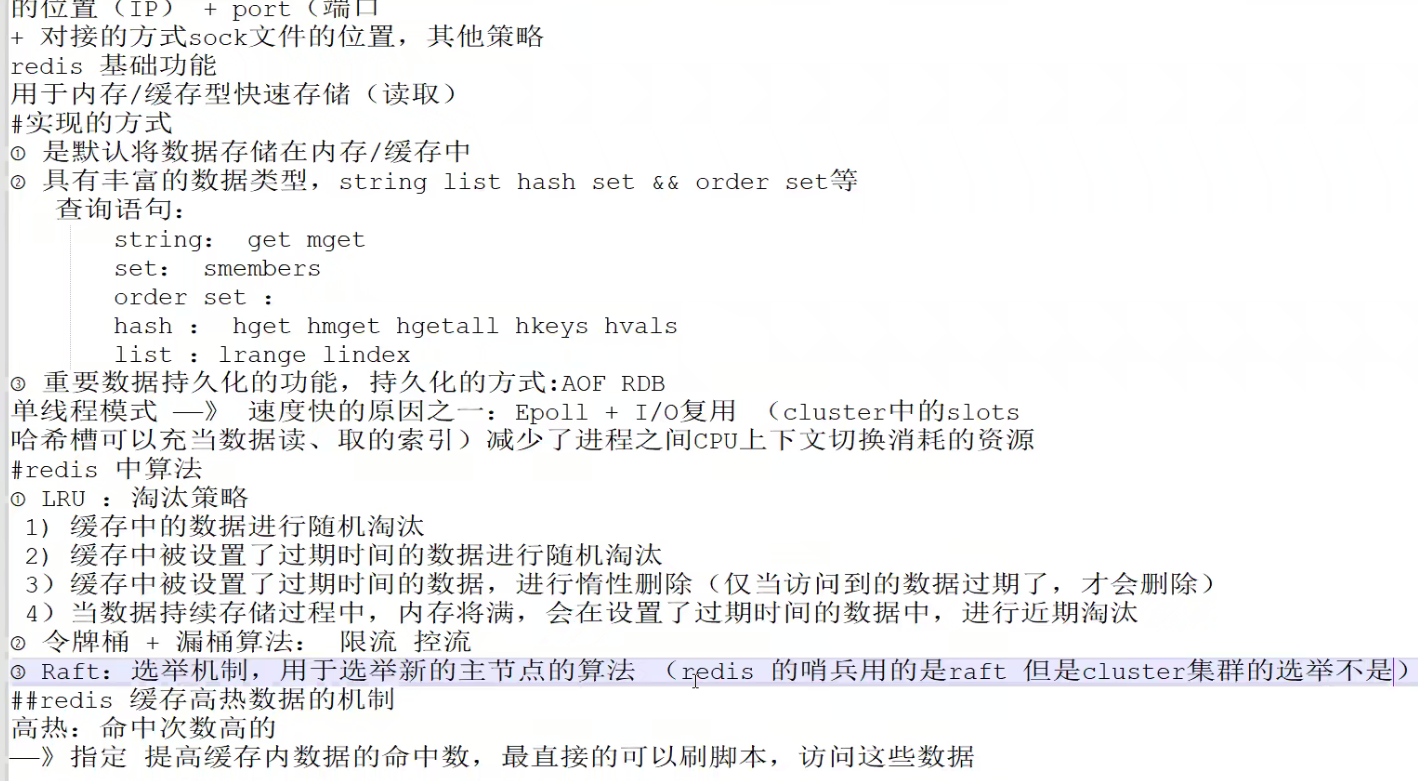 的位置（IP） + port（端口
+ 对接的方式sock文件的位置，其他策略
redis 基础功能
用于内存/缓存型快速存储（读取）
#实现的方式
① 是默认将数据存储在内存/缓存中
② 具有丰富的数据类型，string list hash set && order set等
查询语句：
string： get mget
set： smembers
order set ：
hash ： hget hmget hgetall hkeys hvals
list ：lrange lindex
③ 重要数据持久化的功能，持久化的方式:AOF RDB
单线程模式 ——》 速度快的原因之一：Epoll + I/O复用 （cluster中的slots
哈希槽可以充当数据读、取的索引）减少了进程之间CPU上下文切换消耗的资源
#redis 中算法
① LRU ：淘汰策略
1) 缓存中的数据进行随机淘汰
2) 缓存中被设置了过期时间的数据进行随机淘汰
3）缓存中被设置了过期时间的数据，进行惰性删除（仅当访问到的数据过期了，才会删除）
4）当数据持续存储过程中，内存将满，会在设置了过期时间的数据中，进行近期淘汰
② 令牌桶 + 漏桶算法： 限流 控流
③ Raft：选举机制，用于选举新的主节点的算法 （redis 的哨兵用的是raft 但是cluster集群的选举不是）
##redis 缓存高热数据的机制
高热：命中次数高的
——》指定 提高缓存内数据的命中数，最直接的可以刷脚本，访问这些数据